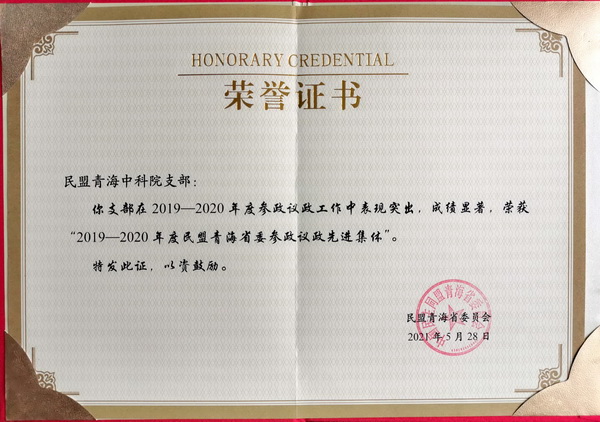 HONORARY CREDENTIAL
荣誉证书
民盟青海中科院支部：
你支部在2019—2020年度参政议政工作中表现突出，成绩显著，荣获
“2019—2020年度民盟青海省委参政议政先进集体”。
特发此证，以资鼓励。
民盟青海省委员会
2021年5月28日